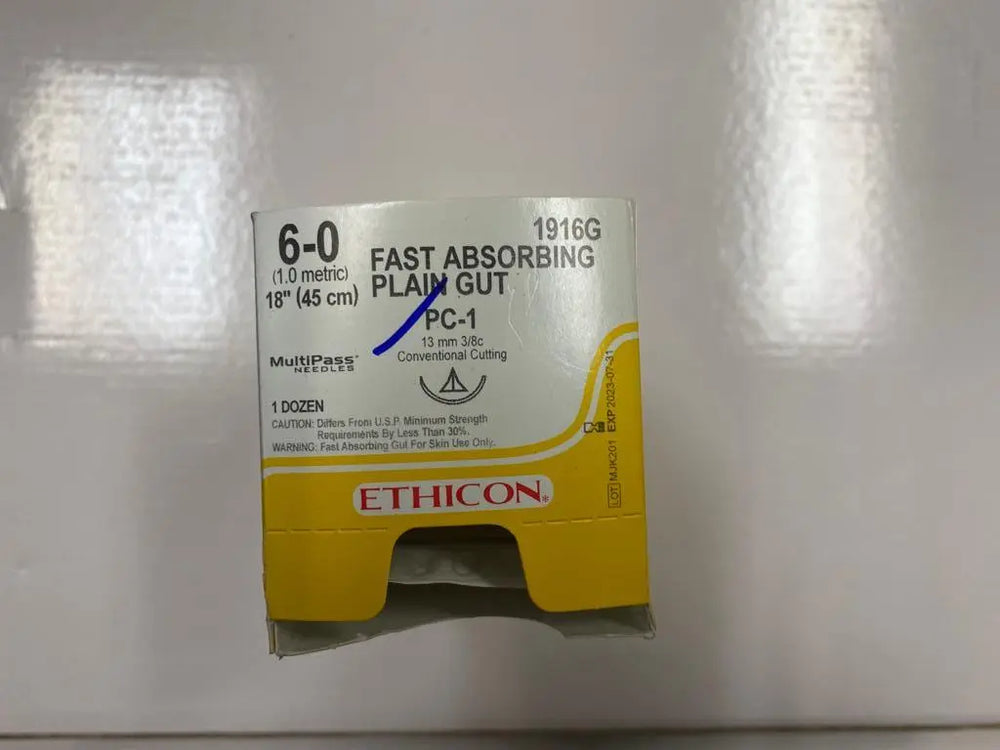 6-0
(1.0 metric)
18" (45 cm)
1916G
FAST ABSORBING
PLAIN GUT
PC-1
13 mm 3/8c
Conventional Cutting
MultiPass*
NEEDLES
1 DOZEN
CAUTION: Differs From U.S.P. Minimum Strength
Requirements By Less Than 30%.
WARNING: Fast Absorbing Gut For Skin Use Only.
ETHICON*
LOT MJK201 EXP 2023-07-31